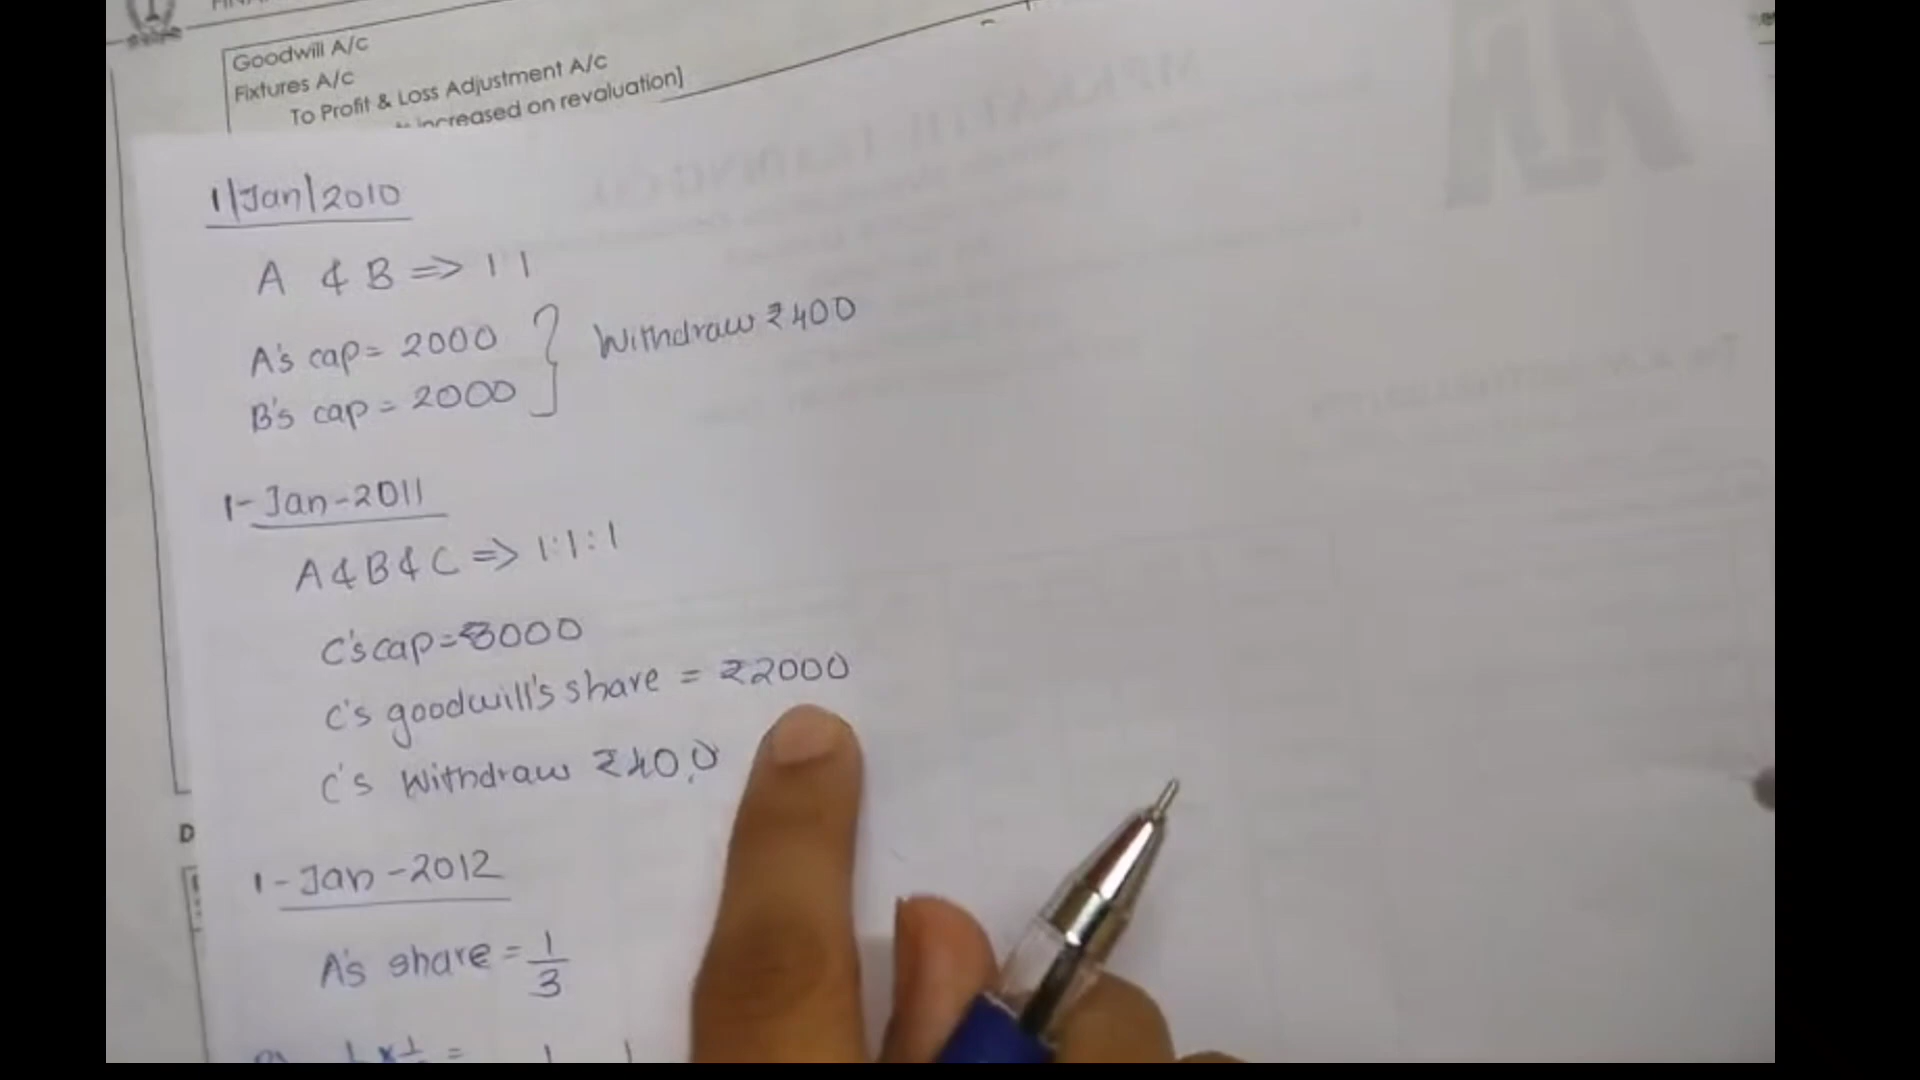 Goodwill A/c
Fixtures A/c
To Profit & Loss Adjustment A/c
increased on revaluation]
1|Jan|2010
A & B => 1 1
A's cap = 2000
B's cap = 2000
Withdraw ₹400
1-Jan-2011
A & B & C => 1:1:1
C's cap = 8000
C's goodwill's share = ₹2000
C's Withdraw ₹400
D
1-Jan-2012
A's share = 1/3